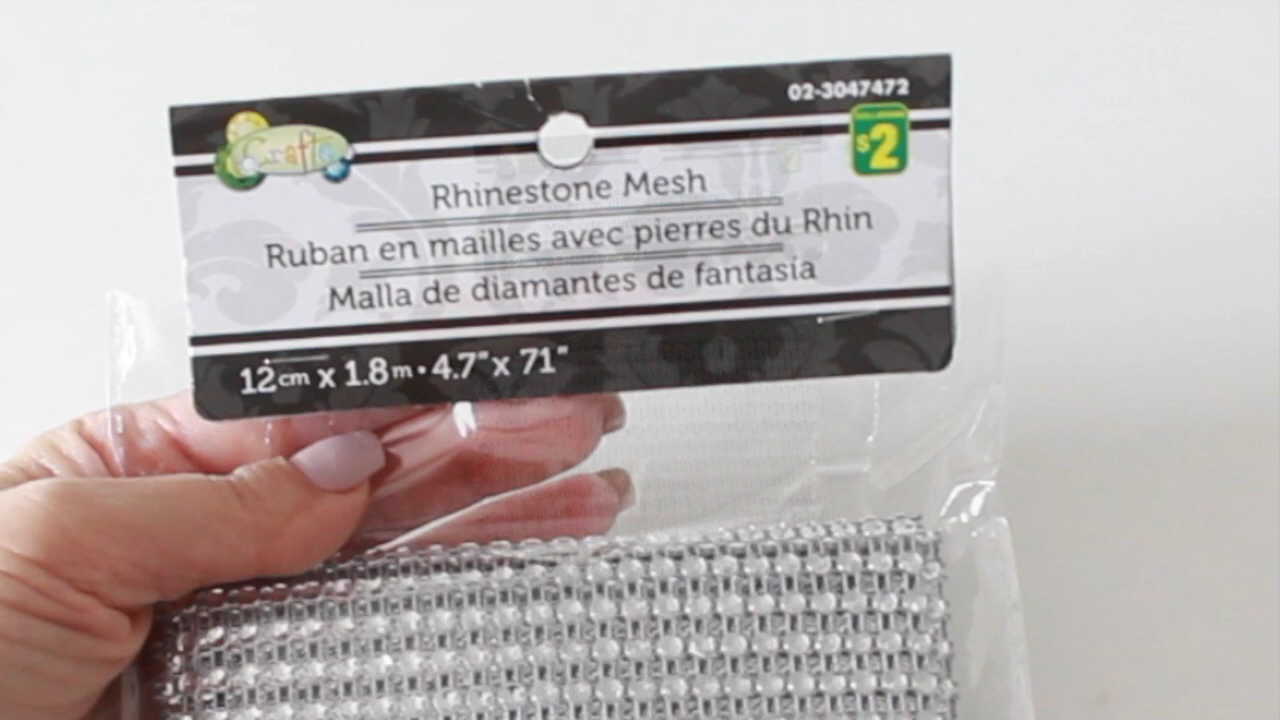 02-3047472
Crafts
$2
Rhinestone Mesh
Ruban en mailles avec pierres du Rhin
Malla de diamantes de fantasía
12cm x 1.8m • 4.7" x 71"